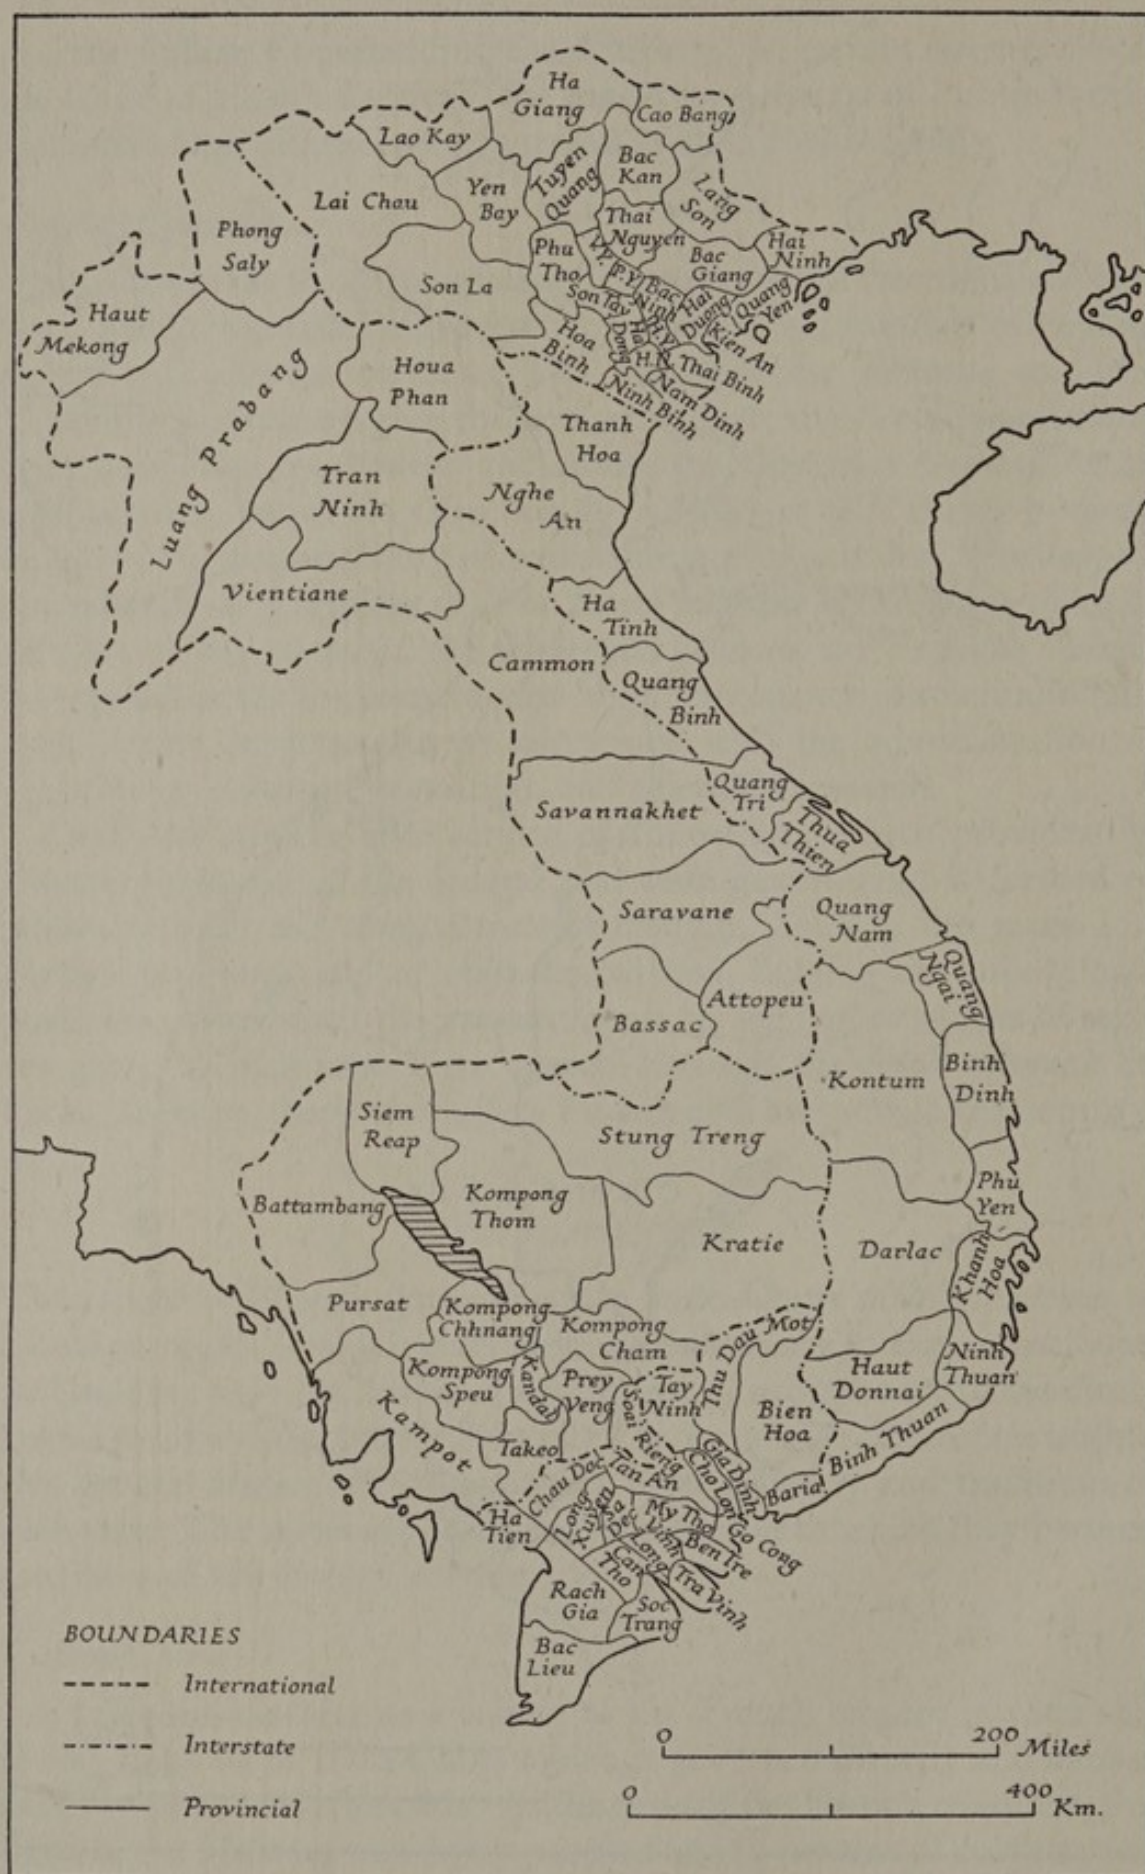 Ha
Giang
Cao Bang
Lao Kay
Bac
Kan
Tuyen
Quang
Yen
Bay
Lang
Son
Lai Chau
Phong
Saly
Thai
Nguyen
Hai
Ninh
Phu
Tho
V.Y.
P.Y.
Bac
Giang
Son La
Son Tay
Bac
Ninh
Hai
Duong
Quang
Yen
Haut
Mekong
Hoa
Binh
Ha
Dong
H.Y.
Kien An
H.N.
Thai Binh
Houa
Phan
Nam Dinh
Ninh Binh
Luang Prabang
Thanh
Hoa
Tran
Ninh
Nghe
An
Vientiane
Ha
Tinh
Cammon
Quang
Binh
Quang
Tri
Savannakhet
Thua
Thien
Saravane
Quang
Nam
Quang
Ngai
Attopeu
Bassac
Kontum
Binh
Dinh
Siem
Reap
Stung Treng
Phu
Yen
Battambang
Kompong
Thom
Kratie
Darlac
Khanh
Hoa
Pursat
Kompong
Chhnang
Kompong
Cham
Thu Dau Mot
Haut
Donnai
Ninh
Thuan
Kompong
Speu
Kandal
Prey
Veng
Soai Rieng
Tay
Ninh
Bien
Hoa
Kampot
Takeo
Binh Thuan
Gia Dinh
Cho Lon
Baria
Chau Doc
Tan An
Ha
Tien
Long
Xuyen
Sa
Dec
My Tho
Go Cong
Vinh
Long
Ben Tre
Can
Tho
Tra Vinh
Rach
Gia
Soc
Trang
Bac
Lieu
BOUNDARIES
International
Interstate
Provincial
0 200 Miles
0 400 Km.